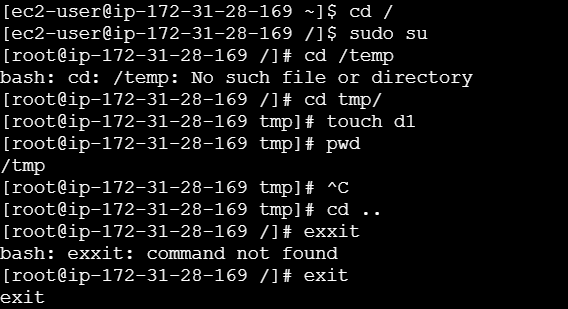 [ec2-user@ip-172-31-28-169 ~]$ cd /
[ec2-user@ip-172-31-28-169 /]$ sudo su
[root@ip-172-31-28-169 /]# cd /temp
bash: cd: /temp: No such file or directory
[root@ip-172-31-28-169 /]# cd tmp/
[root@ip-172-31-28-169 tmp]# touch d1
[root@ip-172-31-28-169 tmp]# pwd
/tmp
[root@ip-172-31-28-169 tmp]# ^C
[root@ip-172-31-28-169 tmp]# cd ..
[root@ip-172-31-28-169 /]# exxit
bash: exxit: command not found
[root@ip-172-31-28-169 /]# exit
exit